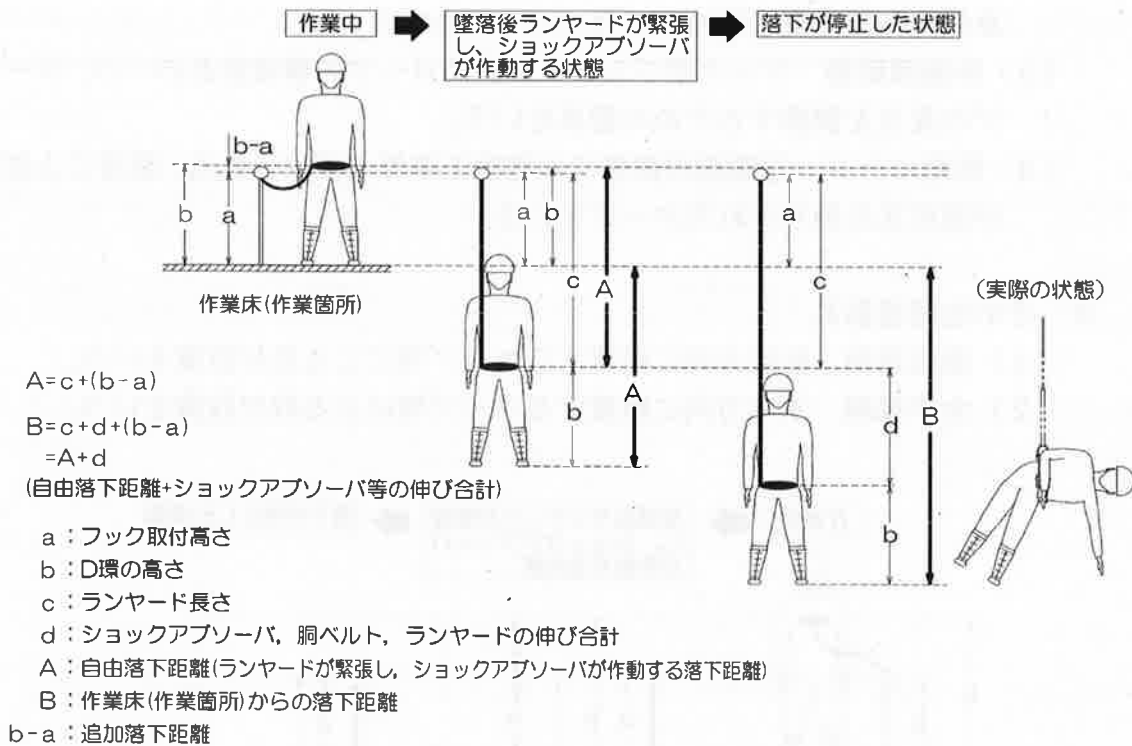 作業中
墜落後ランヤードが緊張
し、ショックアブソーバ
が作動する状態
落下が停止した状態
b-a
b
a
作業床(作業箇所)
a
b
c
A
b
A
a
c
d
b
B
(実際の状態)
A=c+(b-a)
B=c+d+(b-a)
=A+d
(自由落下距離+ショックアブソーバ等の伸び合計)
a:フック取付高さ
b:D環の高さ
c:ランヤード長さ
d:ショックアブソーバ,胴ベルト,ランヤードの伸び合計
A:自由落下距離(ランヤードが緊張し,ショックアブソーバが作動する落下距離)
B:作業床(作業箇所)からの落下距離
b-a:追加落下距離